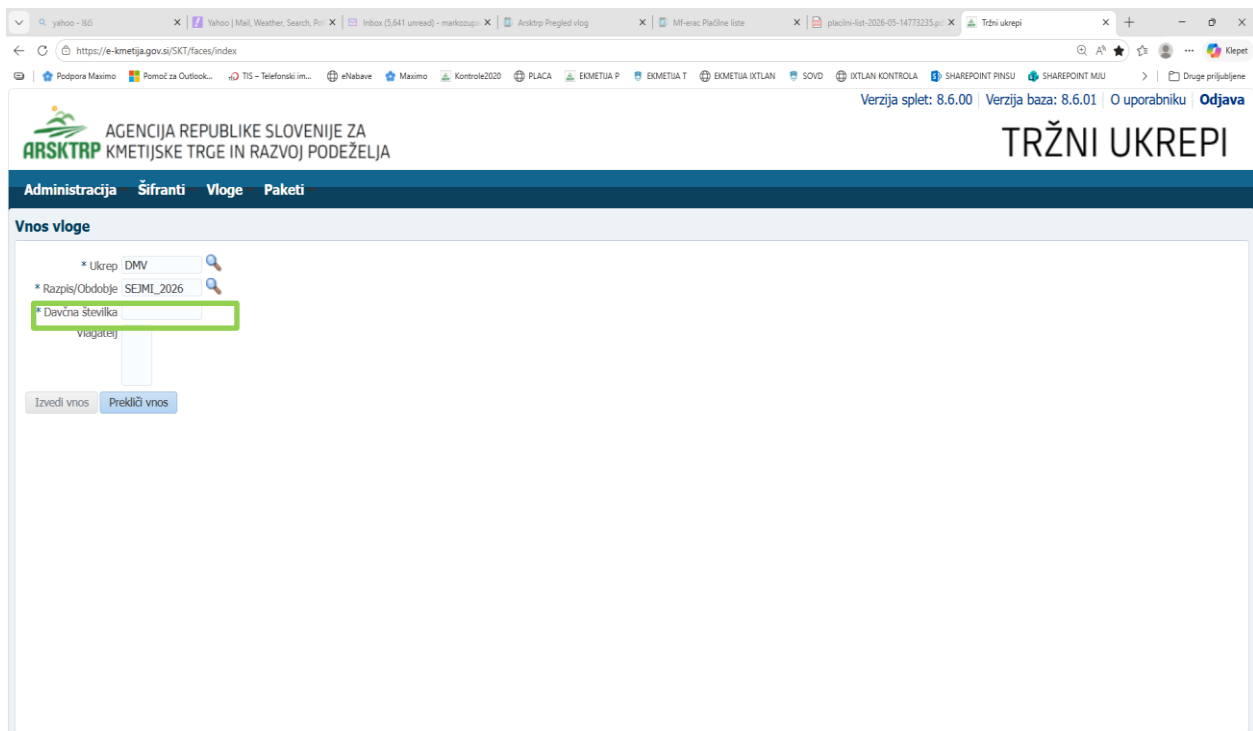 yahoo - Išči
Yahoo | Mail, Weather, Search, Pol
Inbox (5,641 unread) - markozupa
Arsktrp Pregled vlog
Mf-erac Plačilne liste
placilni-list-2026-05-14773235.pd
Tržni ukrepi
https://e-kmetija.gov.si/SKT/faces/index
Klepet
Podpora Maximo
Pomoč za Outlook...
TIS – Telefonski im...
eNabave
Maximo
Kontrole2020
PLACA
EKMETIJA P
EKMETIJA T
EKMETIJA IXTLAN
SOVD
IXTLAN KONTROLA
SHAREPOINT PINSU
SHAREPOINT MJU
Druge priljubljene
Verzija splet: 8.6.00 Verzija baza: 8.6.01 O uporabniku Odjava
AGENCIJA REPUBLIKE SLOVENIJE ZA
ARSKTRP KMETIJSKE TRGE IN RAZVOJ PODEŽELJA
TRŽNI UKREPI
Administracija Šifranti Vloge Paketi
Vnos vloge
* Ukrep DMV
* Razpis/Obdobje SEJMI_2026
* Davčna številka
Vlagatelj
Izvedi vnos Prekliči vnos